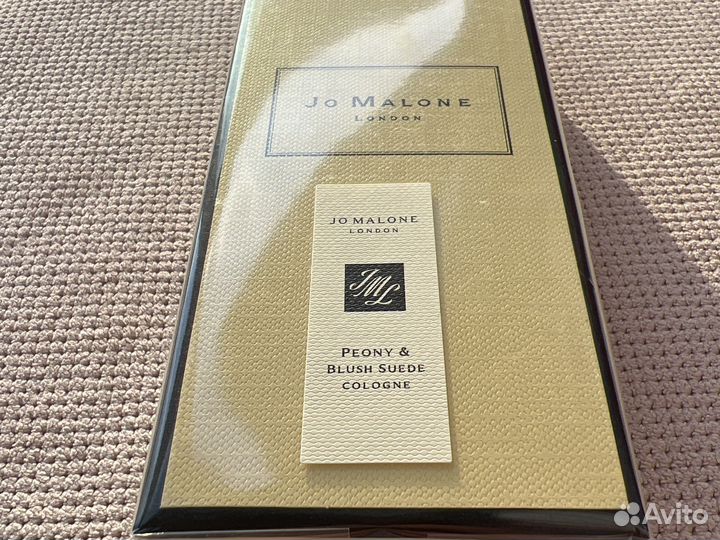 JO MALONE
LONDON
JO MALONE
LONDON
JML
PEONY &
BLUSH SUEDE
COLOGNE
Avito